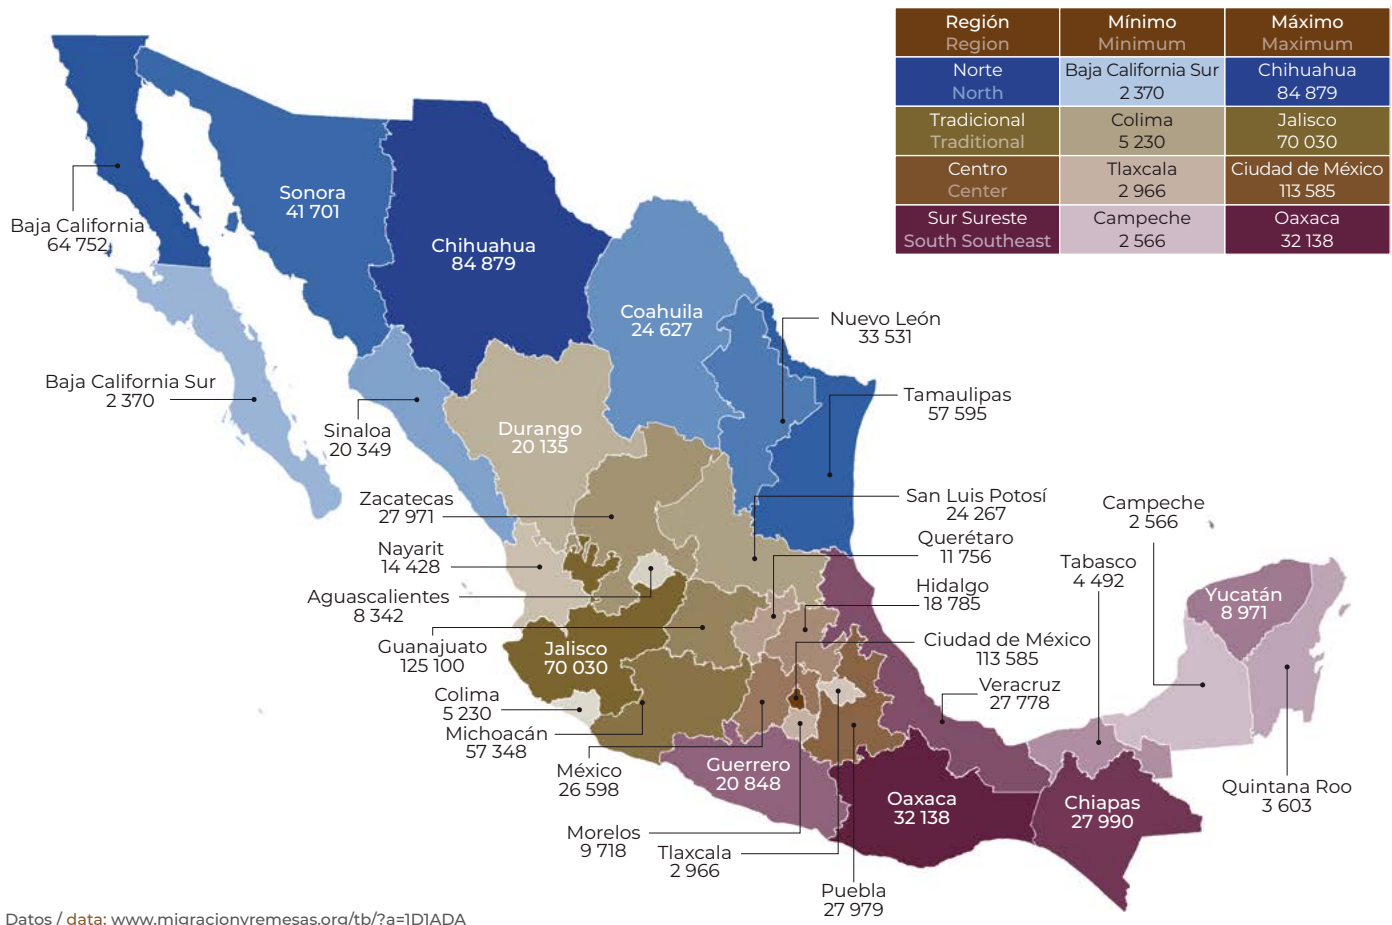 Región Mínimo Máximo
Region Minimum Maximum
Norte Baja California Sur Chihuahua
North 2 370 84 879
Tradicional Colima Jalisco
Traditional 5 230 70 030
Centro Tlaxcala Ciudad de México
Center 2 966 113 585
Sur Sureste Campeche Oaxaca
South Southeast 2 566 32 138
Sonora
41 701
Baja California
64 752
Chihuahua
84 879
Coahuila
24 627
Nuevo León
33 531
Baja California Sur
2 370
Tamaulipas
57 595
Sinaloa
20 349
Durango
20 135
Zacatecas
27 971
San Luis Potosí
24 267
Campeche
2 566
Nayarit
14 428
Querétaro
11 756
Tabasco
4 492
Aguascalientes
8 342
Hidalgo
18 785
Yucatán
8 971
Guanajuato
125 100
Jalisco
70 030
Ciudad de México
113 585
Colima
5 230
Veracruz
27 778
Michoacán
57 348
México
26 598
Guerrero
20 848
Oaxaca
32 138
Chiapas
27 990
Quintana Roo
3 603
Morelos
9 718
Tlaxcala
2 966
Puebla
27 979
Datos / data: www.migracionyremesas.org/tb/?a=1D1ADA